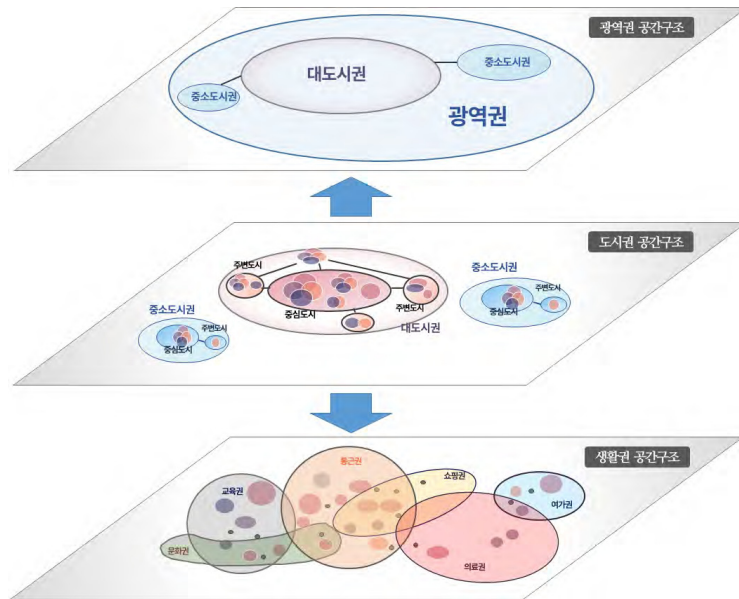 광역권 공간구조
대도시권
중소도시권
중소도시권
광역권
도시권 공간구조
주변도시
중소도시권
주변도시
중심도시
중심도시
주변도시
대도시권
중소도시권
주변도시
중심도시
생활권 공간구조
통근권
쇼핑권
교육권
여가권
문화권
의료권